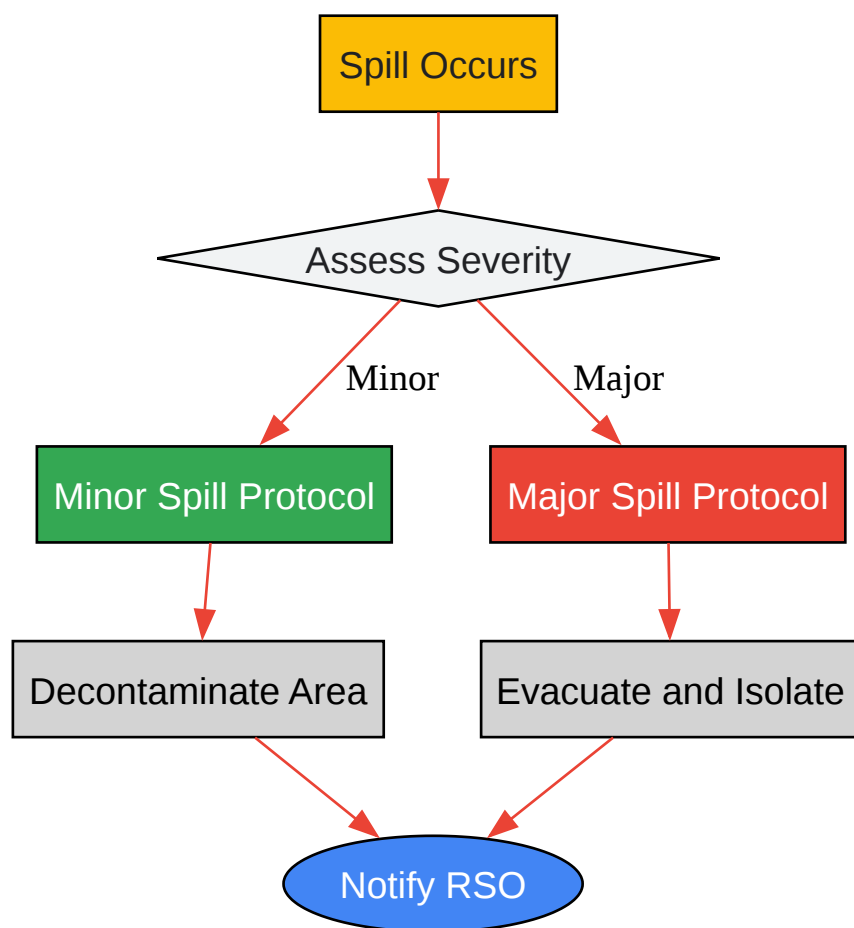 Spill Occurs
Assess Severity
Minor
Major
Minor Spill Protocol
Major Spill Protocol
Decontaminate Area
Evacuate and Isolate
Notify RSO